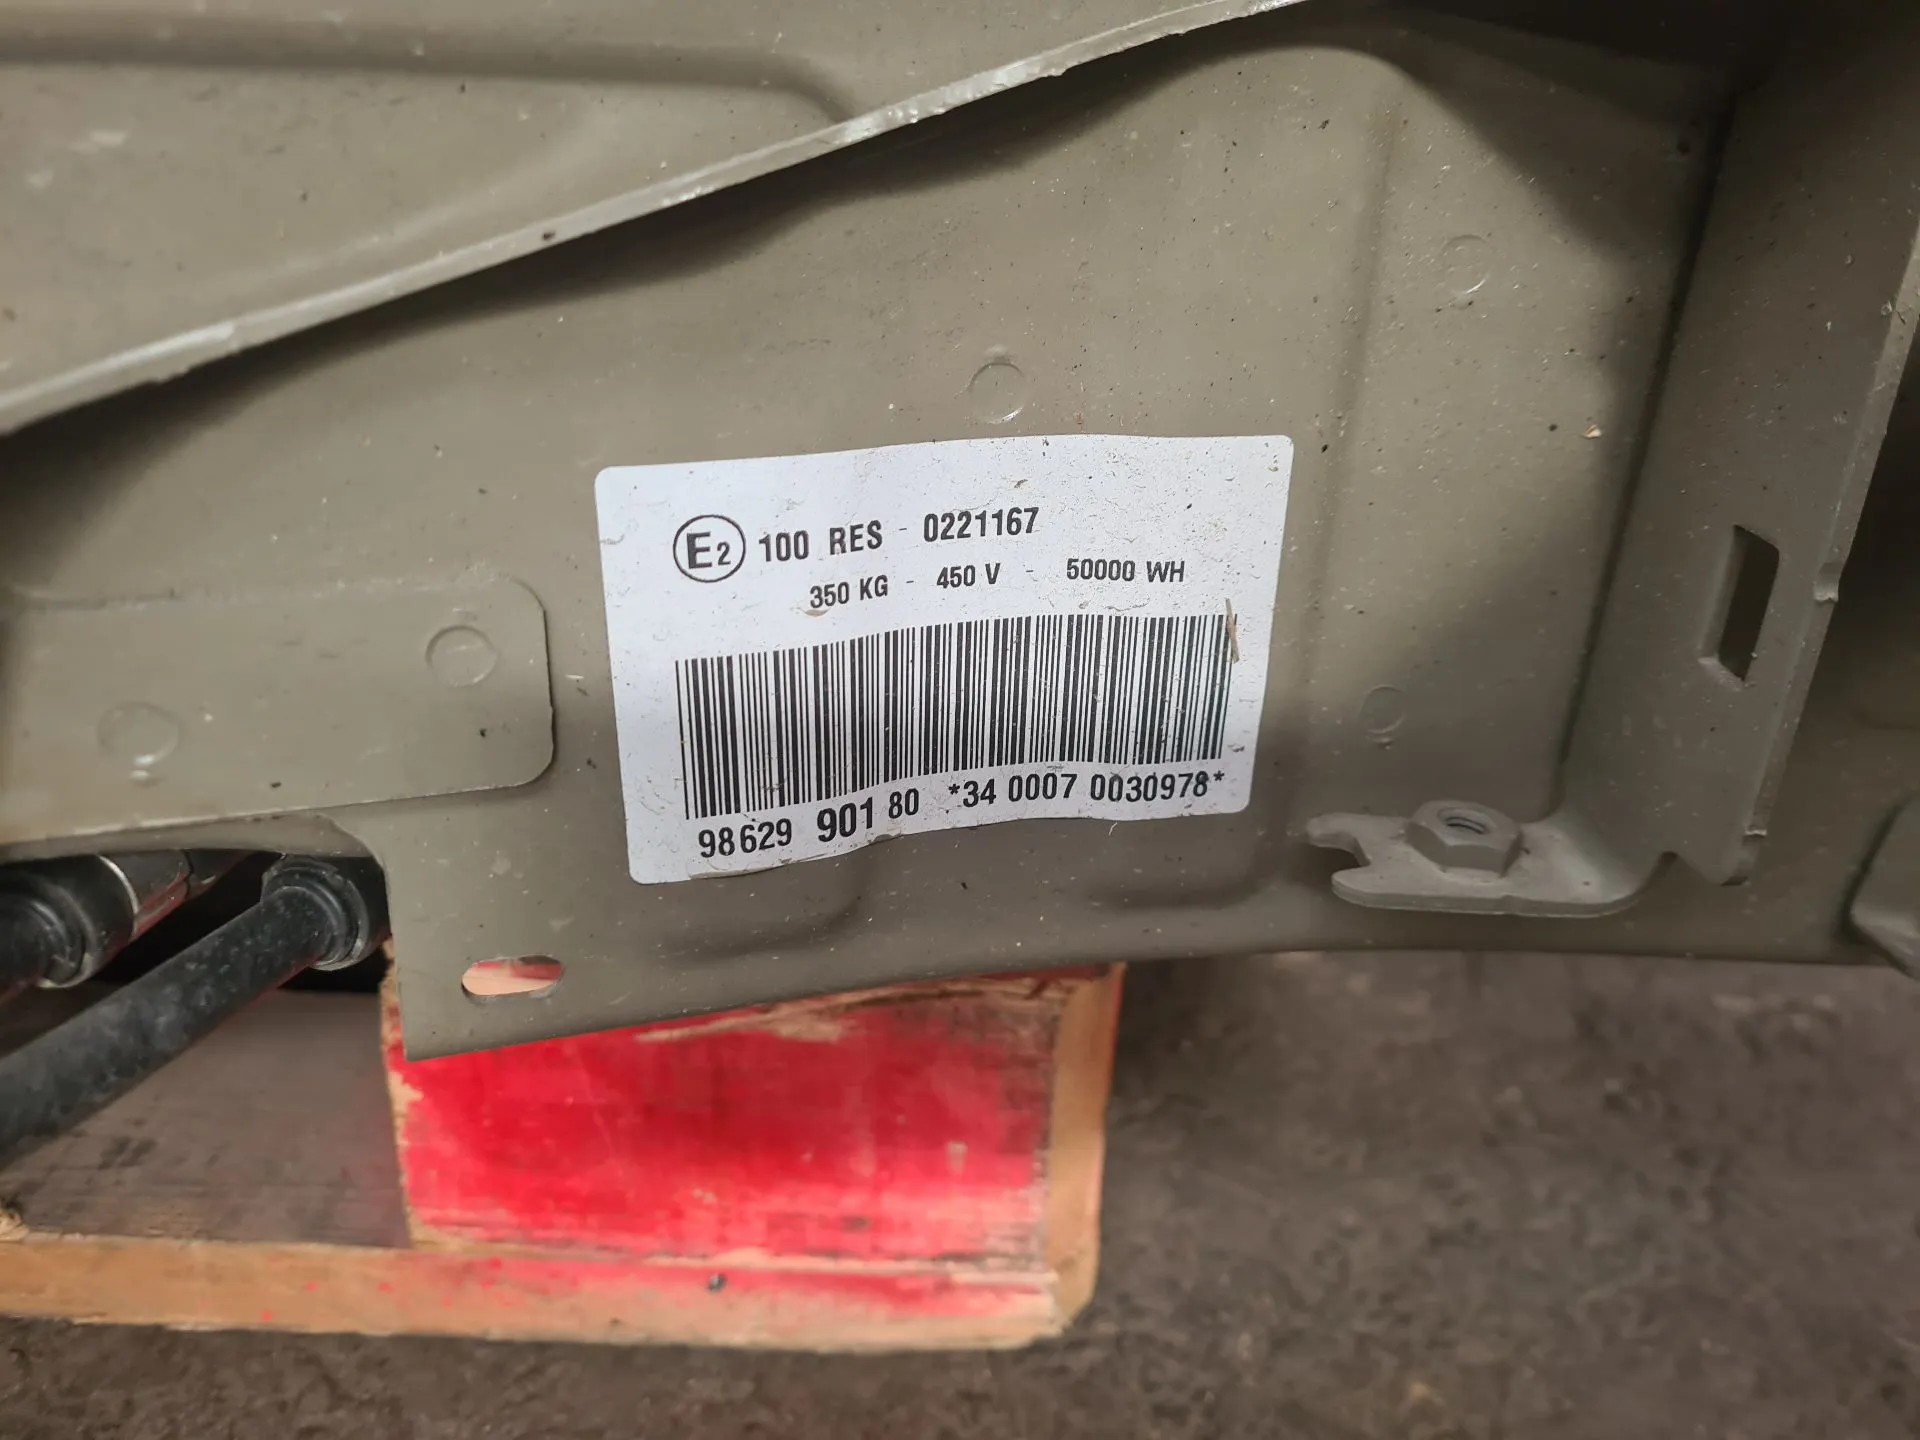 E2 100 RES - 0221167
350 KG - 450 V - 50000 WH
98629 901 80 *34 0007 0030978*